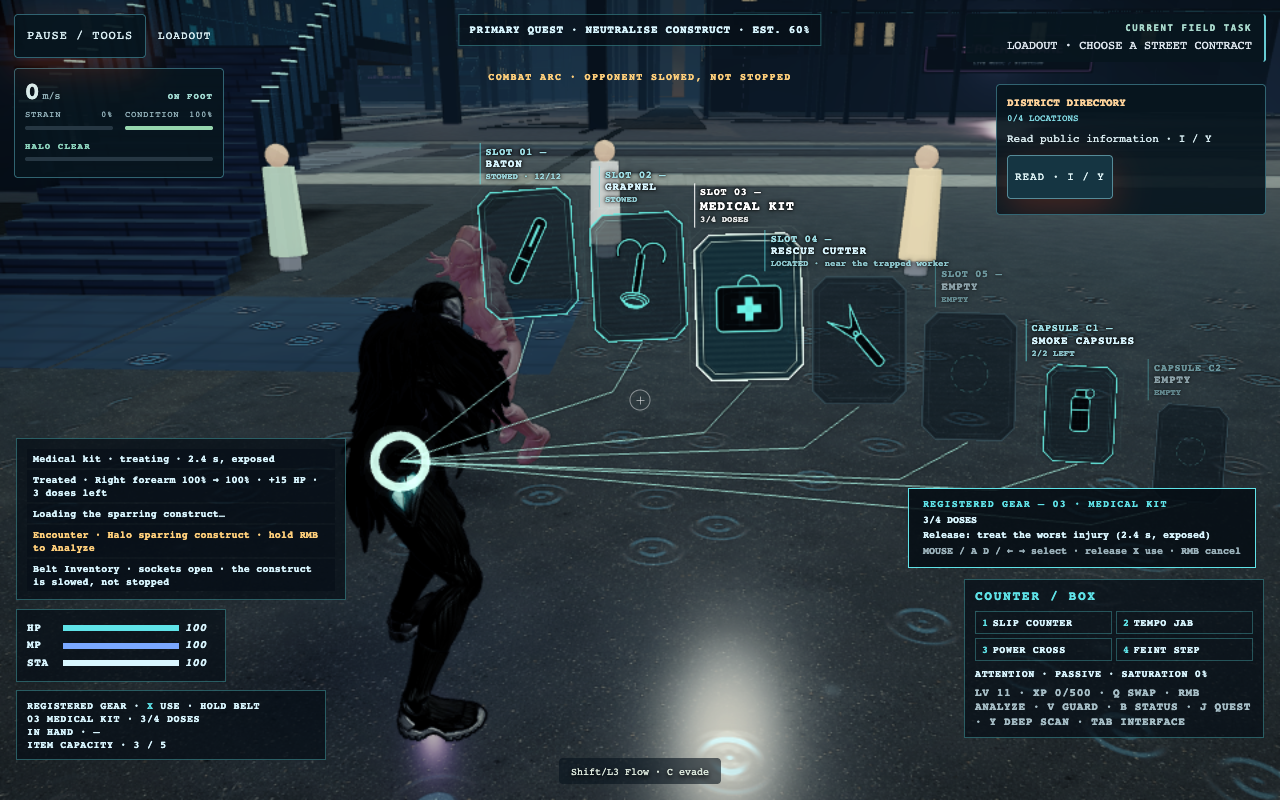 PAUSE / TOOLS
LOADOUT
PRIMARY QUEST · NEUTRALISE CONSTRUCT · EST. 60%
COMBAT ARC · OPPONENT SLOWED, NOT STOPPED
CURRENT FIELD TASK
LOADOUT · CHOOSE A STREET CONTRACT
0 m/s
ON FOOT
STRAIN 0%
CONDITION 100%
HALO CLEAR
DISTRICT DIRECTORY
0/4 LOCATIONS
Read public information · I / Y
READ · I / Y
SLOT 01 —
BATON
STOWED · 12/12
SLOT 02 —
GRAPNEL
STOWED
SLOT 03 —
MEDICAL KIT
3/4 DOSES
SLOT 04 —
RESCUE CUTTER
LOCATED · near the trapped worker
SLOT 05 —
EMPTY
EMPTY
CAPSULE C1 —
SMOKE CAPSULES
2/2 LEFT
CAPSULE C2 —
EMPTY
EMPTY
Medical kit · treating · 2.4 s, exposed
Treated · Right forearm 100% → 100% · +15 HP ·
3 doses left
Loading the sparring construct…
Encounter · Halo sparring construct · hold RMB
to Analyze
Belt Inventory · sockets open · the construct
is slowed, not stopped
HP 100
MP 100
STA 100
REGISTERED GEAR · X USE · HOLD BELT
03 MEDICAL KIT · 3/4 DOSES
IN HAND · —
ITEM CAPACITY · 3 / 5
REGISTERED GEAR — 03 · MEDICAL KIT
3/4 DOSES
Release: treat the worst injury (2.4 s, exposed)
MOUSE / A D / ← → select · release X use · RMB cancel
COUNTER / BOX
1 SLIP COUNTER
2 TEMPO JAB
3 POWER CROSS
4 FEINT STEP
ATTENTION · PASSIVE · SATURATION 0%
LV 11 · XP 0/500 · Q SWAP · RMB
ANALYZE · V GUARD · B STATUS · J QUEST
· Y DEEP SCAN · TAB INTERFACE
Shift/L3 Flow · C evade